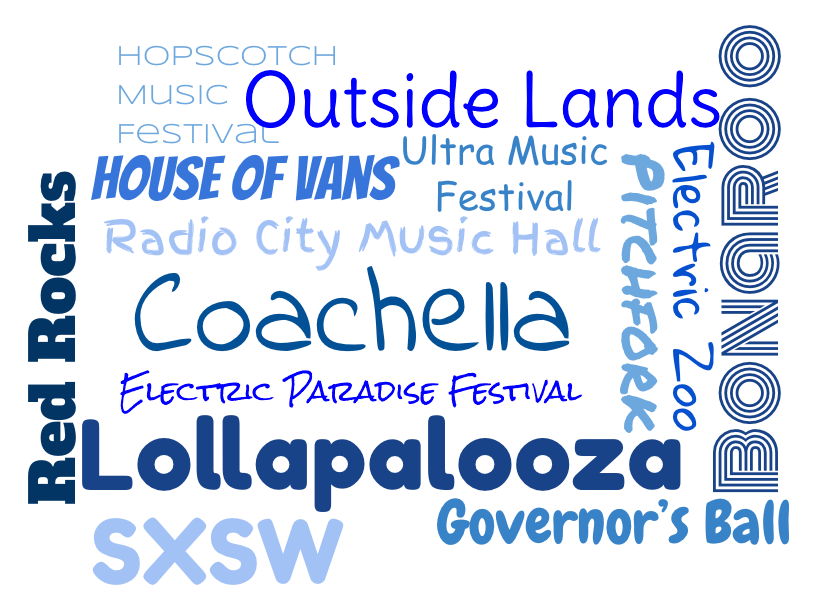 HOPSCOTCH
MUSIC
Festival
Outside Lands
BONAROO
HOUSE OF VANS
Ultra Music
Festival
PITCHFORK
Electric Zoo
Red Rocks
Radio City Music Hall
Coachella
Electric Paradise Festival
Lollapalooza
SXSW
Governor's Ball